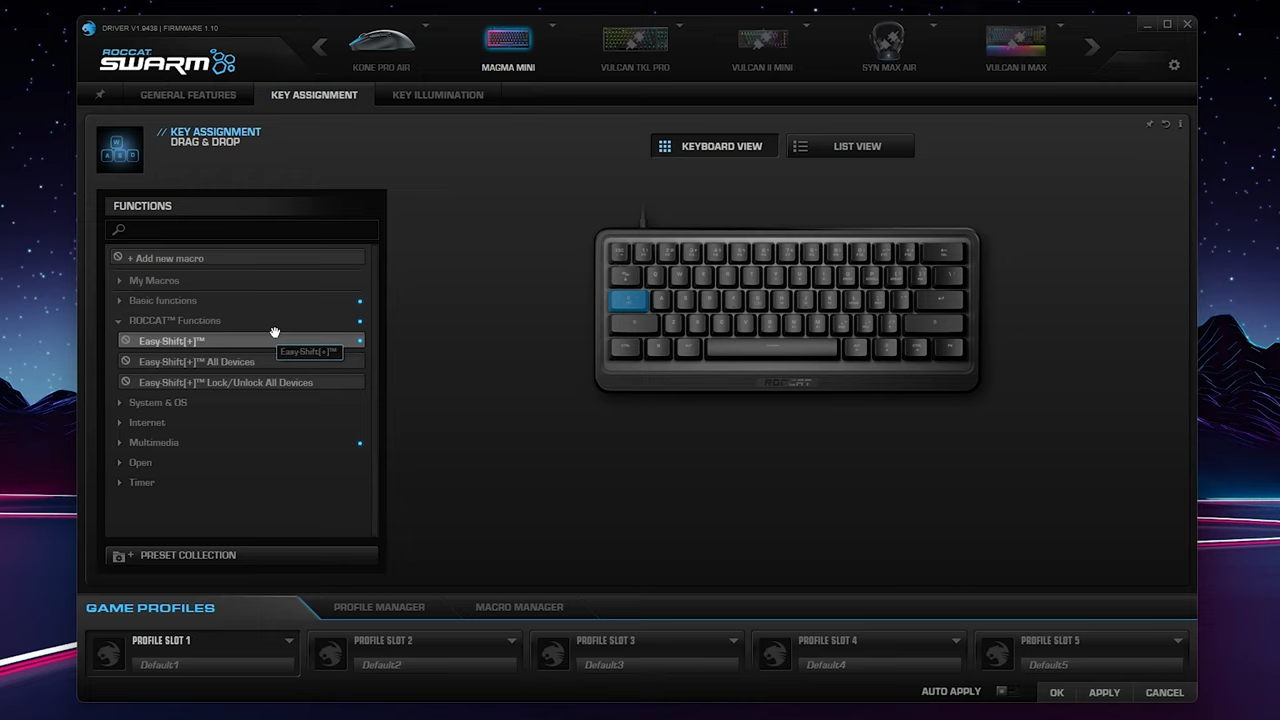 DRIVER V1.9438 | FIRMWARE 1.10
ROCCAT
SWARM
KONE PRO AIR
MAGMA MINI
VULCAN TKL PRO
VULCAN II MINI
SYN MAX AIR
VULCAN II MAX
GENERAL FEATURES
KEY ASSIGNMENT
KEY ILLUMINATION
// KEY ASSIGNMENT
DRAG & DROP
KEYBOARD VIEW
LIST VIEW
FUNCTIONS
+ Add new macro
My Macros
Basic functions
ROCCAT™ Functions
Easy-Shift[+]™
Easy-Shift[+]™
Easy-Shift[+]™ All Devices
Easy-Shift[+]™ Lock/Unlock All Devices
System & OS
Internet
Multimedia
Open
Timer
PRESET COLLECTION
ROCCAT
GAME PROFILES
PROFILE MANAGER
MACRO MANAGER
PROFILE SLOT 1
Default1
PROFILE SLOT 2
Default2
PROFILE SLOT 3
Default3
PROFILE SLOT 4
Default4
PROFILE SLOT 5
Default5
AUTO APPLY
OK
APPLY
CANCEL